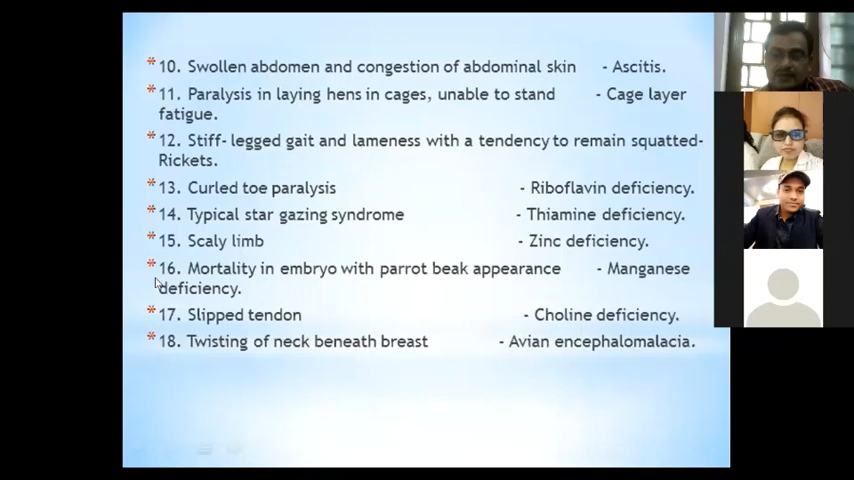 * 10. Swollen abdomen and congestion of abdominal skin - Ascitis.
* 11. Paralysis in laying hens in cages, unable to stand - Cage layer
fatigue.
* 12. Stiff- legged gait and lameness with a tendency to remain squatted-
Rickets.
* 13. Curled toe paralysis - Riboflavin deficiency.
* 14. Typical star gazing syndrome - Thiamine deficiency.
* 15. Scaly limb - Zinc deficiency.
* 16. Mortality in embryo with parrot beak appearance - Manganese
deficiency.
* 17. Slipped tendon - Choline deficiency.
* 18. Twisting of neck beneath breast - Avian encephalomalacia.